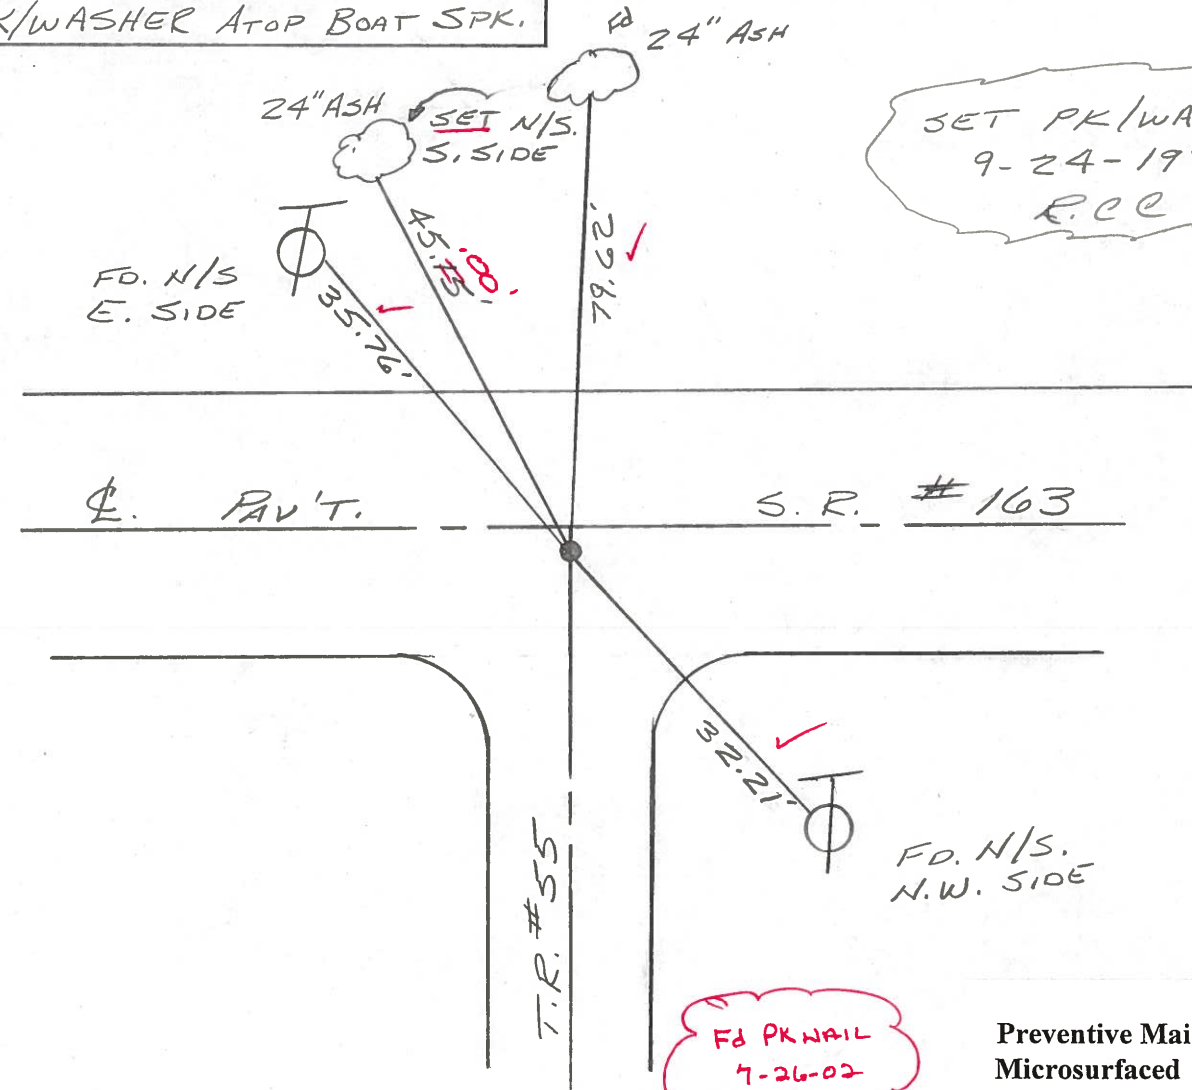 /WASHER ATOP BOAT SPK.
Fd 24" ASH
24" ASH
SET N/S.
S. SIDE
SET PK/WA
9-24-19
R.C.C
FD. N/S
E. SIDE
35.76'
45.
.00'
79.62'
℄. PAV'T.
S. R. # 163
32.21'
FD. N/S.
N.W. SIDE
T.R. #55
Fd PK NAIL
7-26-02
Preventive Mai
Microsurfaced